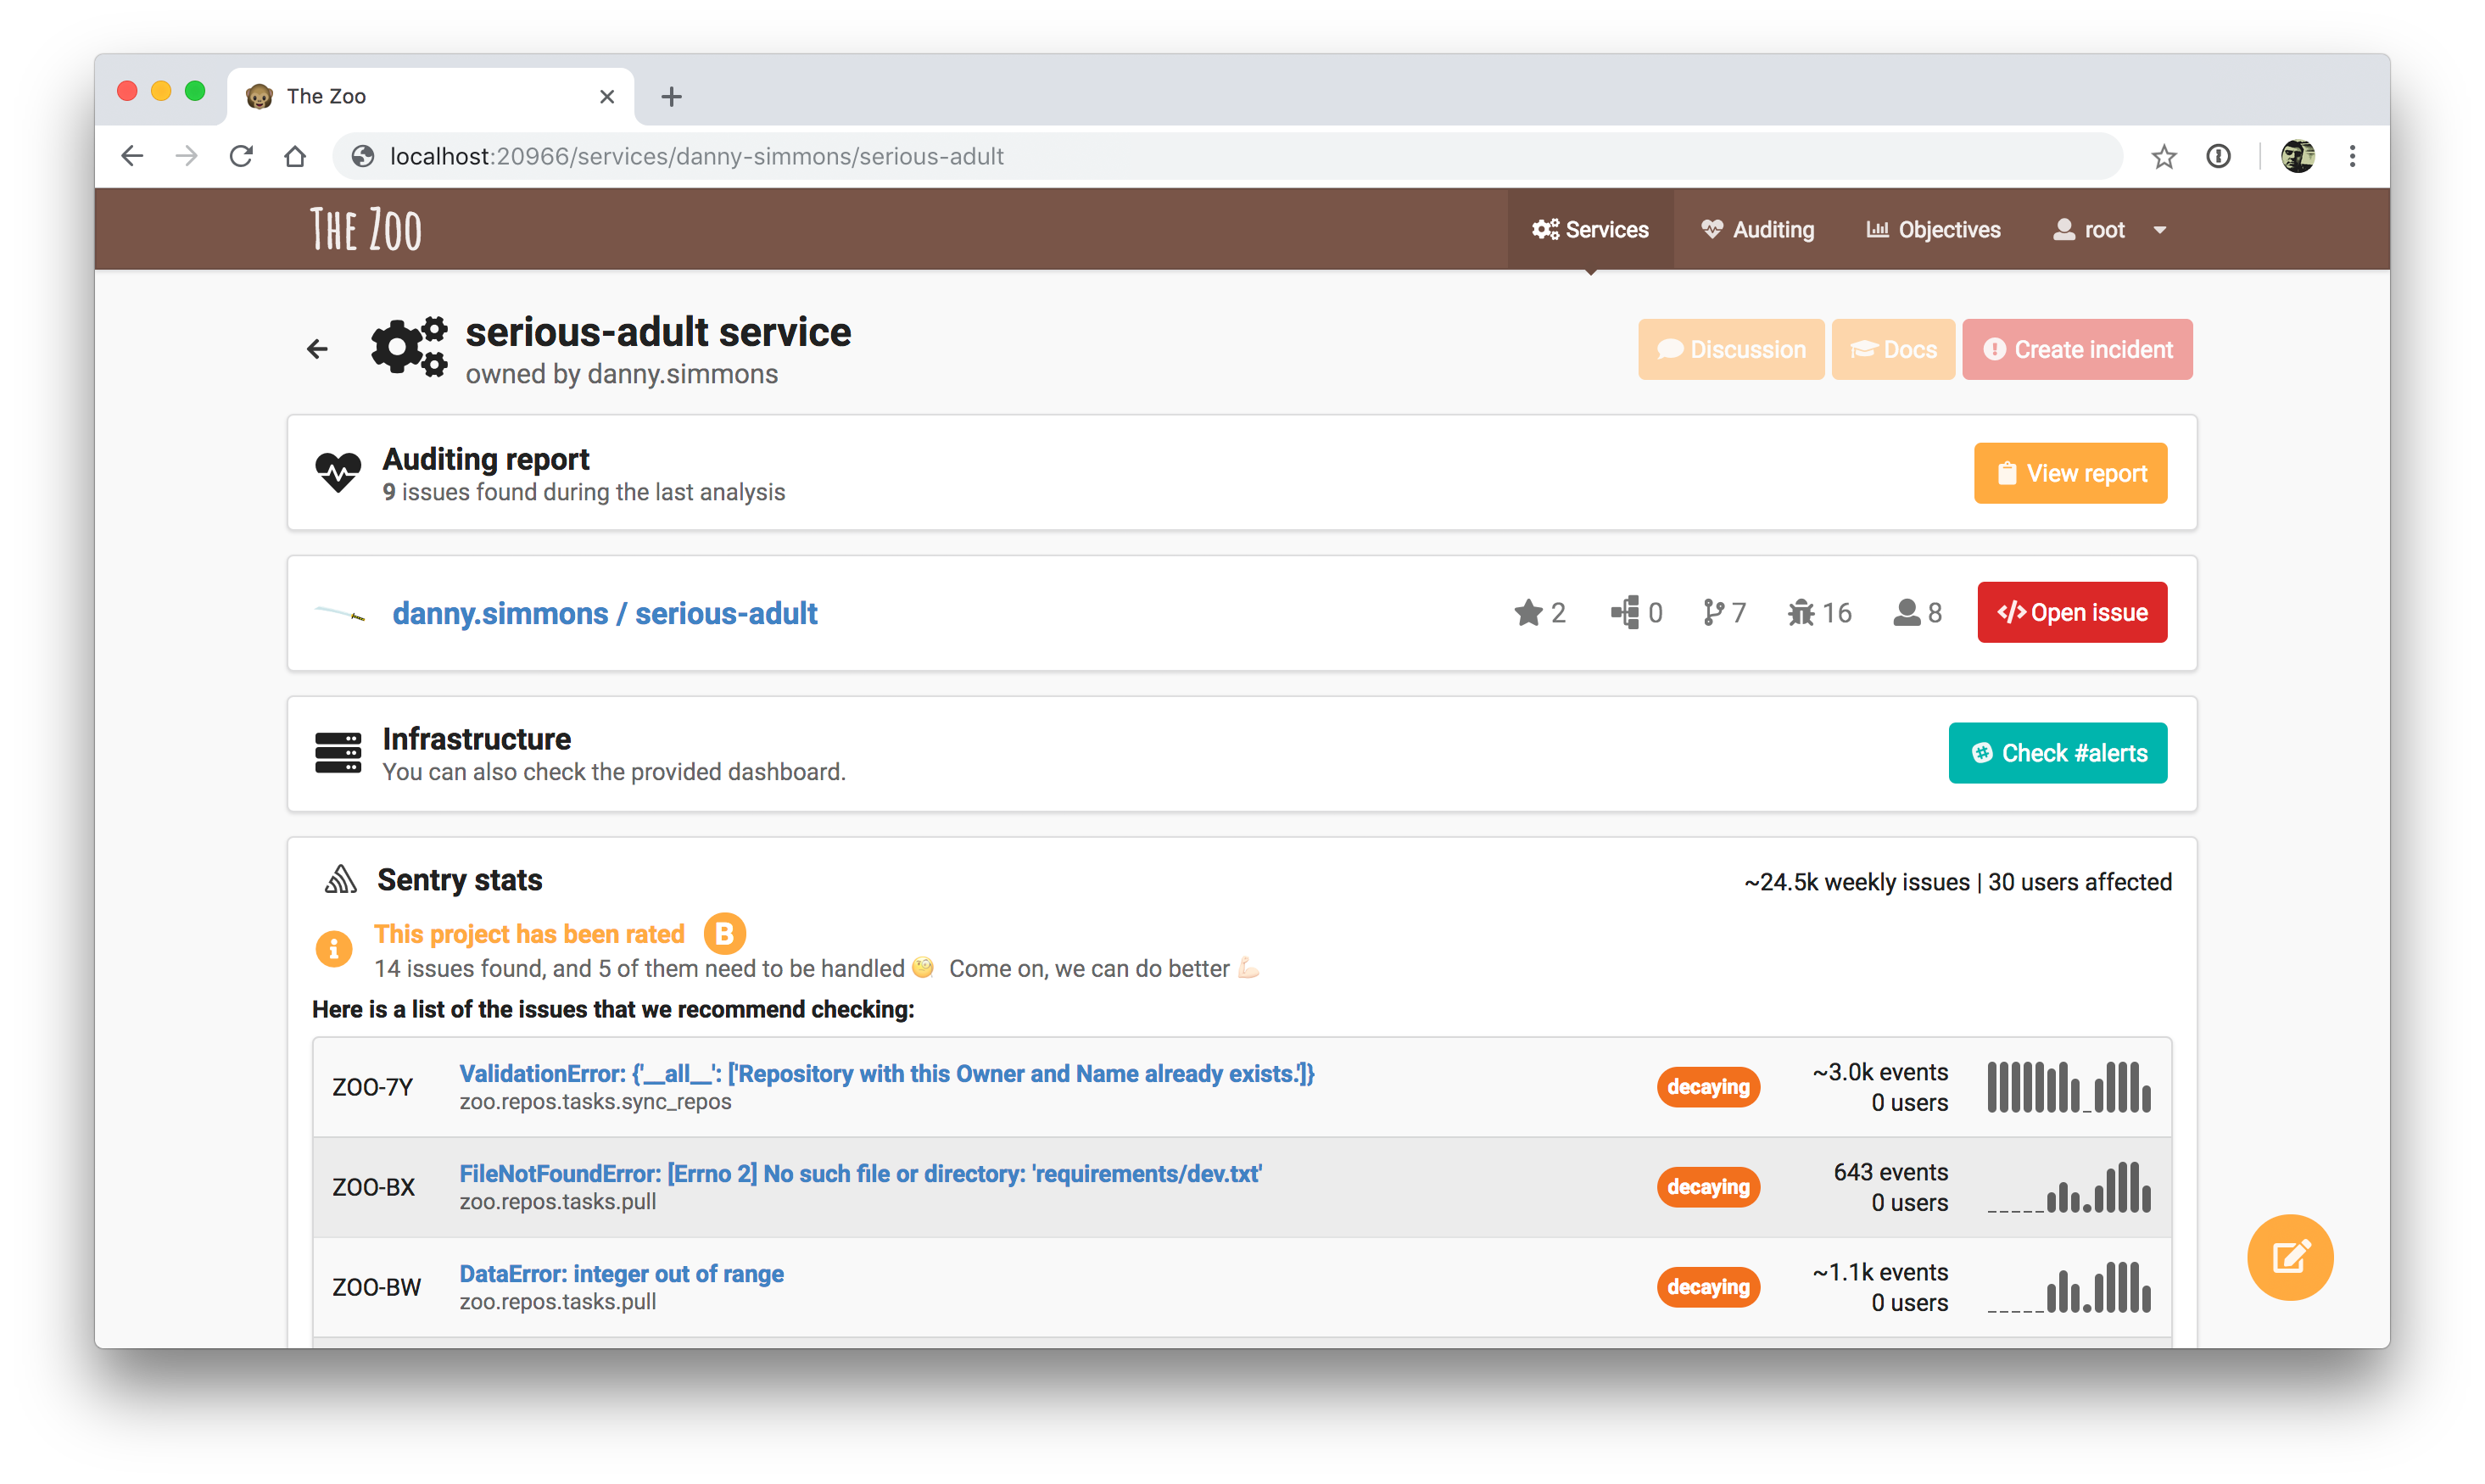 The Zoo
localhost:20966/services/danny-simmons/serious-adult
THE ZOO
Services
Auditing
Objectives
root
serious-adult service
owned by danny.simmons
Discussion
Docs
Create incident
Auditing report
9 issues found during the last analysis
View report
danny.simmons / serious-adult
2
0
7
16
8
</> Open issue
Infrastructure
You can also check the provided dashboard.
Check #alerts
Sentry stats
~24.5k weekly issues | 30 users affected
This project has been rated B
14 issues found, and 5 of them need to be handled 🧐 Come on, we can do better 💪🏻
Here is a list of the issues that we recommend checking:
ZOO-7Y
ValidationError: {'__all__': ['Repository with this Owner and Name already exists.']}
zoo.repos.tasks.sync_repos
decaying
~3.0k events
0 users
ZOO-BX
FileNotFoundError: [Errno 2] No such file or directory: 'requirements/dev.txt'
zoo.repos.tasks.pull
decaying
643 events
0 users
ZOO-BW
DataError: integer out of range
zoo.repos.tasks.pull
decaying
~1.1k events
0 users